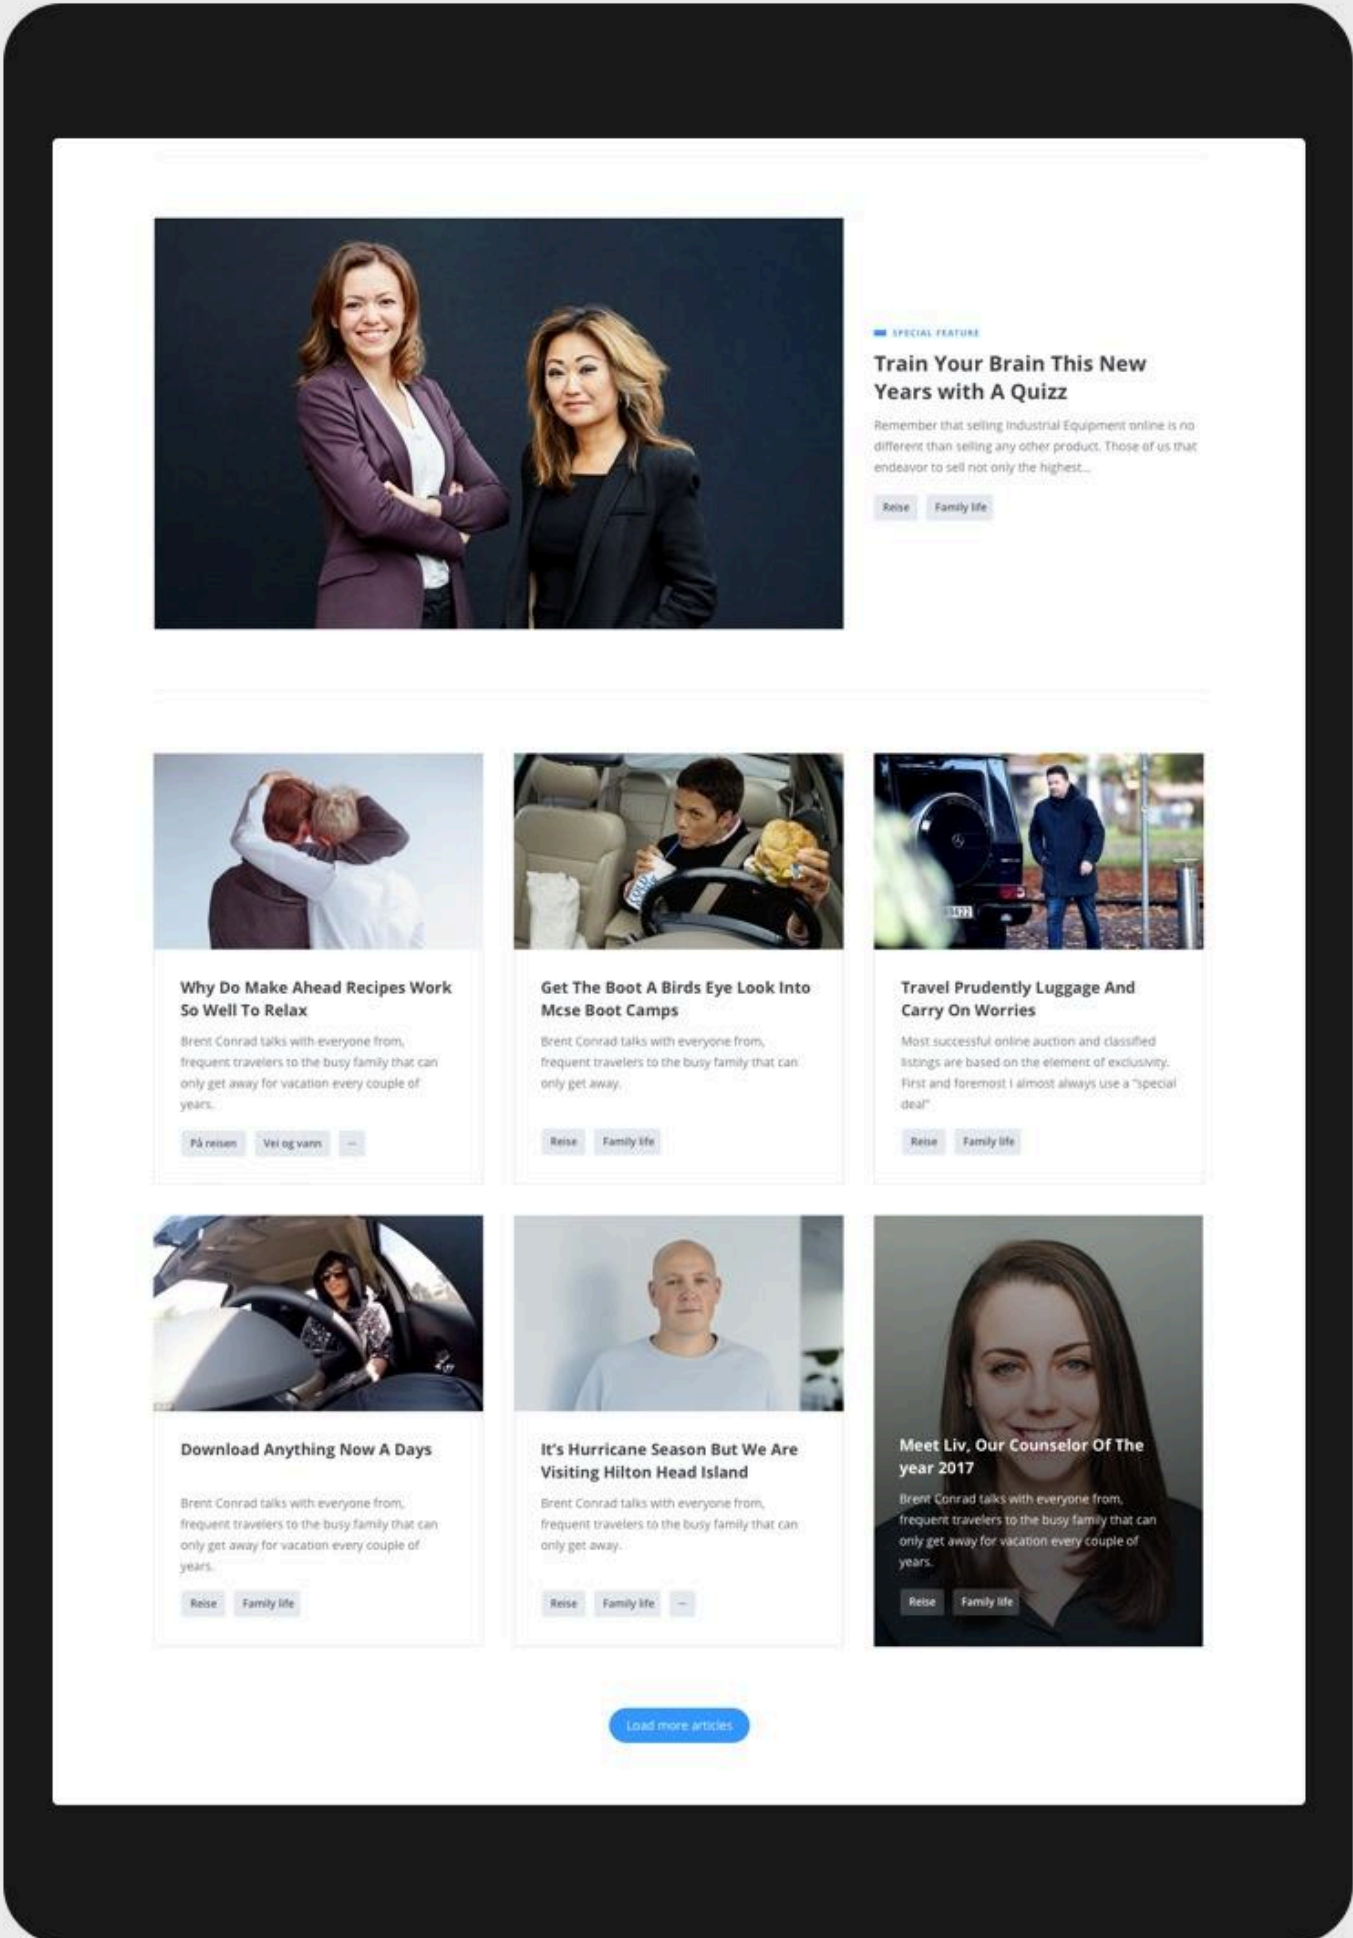 SPECIAL FEATURE
Train Your Brain This New
Years with A Quizz
Remember that selling Industrial Equipment online is no
different than selling any other product. Those of us that
endeavor to sell not only the highest...
Reise Family life
Why Do Make Ahead Recipes Work
So Well To Relax
Brent Conrad talks with everyone from,
frequent travelers to the busy family that can
only get away for vacation every couple of
years.
På reisen Vei og vann ...
Get The Boot A Birds Eye Look Into
Mcse Boot Camps
Brent Conrad talks with everyone from,
frequent travelers to the busy family that can
only get away.
Reise Family life
Travel Prudently Luggage And
Carry On Worries
Most successful online auction and classified
listings are based on the element of exclusivity.
First and foremost I almost always use a "special
deal"
Reise Family life
Download Anything Now A Days
Brent Conrad talks with everyone from,
frequent travelers to the busy family that can
only get away for vacation every couple of
years.
Reise Family life
It's Hurricane Season But We Are
Visiting Hilton Head Island
Brent Conrad talks with everyone from,
frequent travelers to the busy family that can
only get away.
Reise Family life ...
Meet Liv, Our Counselor Of The
year 2017
Brent Conrad talks with everyone from,
frequent travelers to the busy family that can
only get away for vacation every couple of
years.
Reise Family life
Load more articles